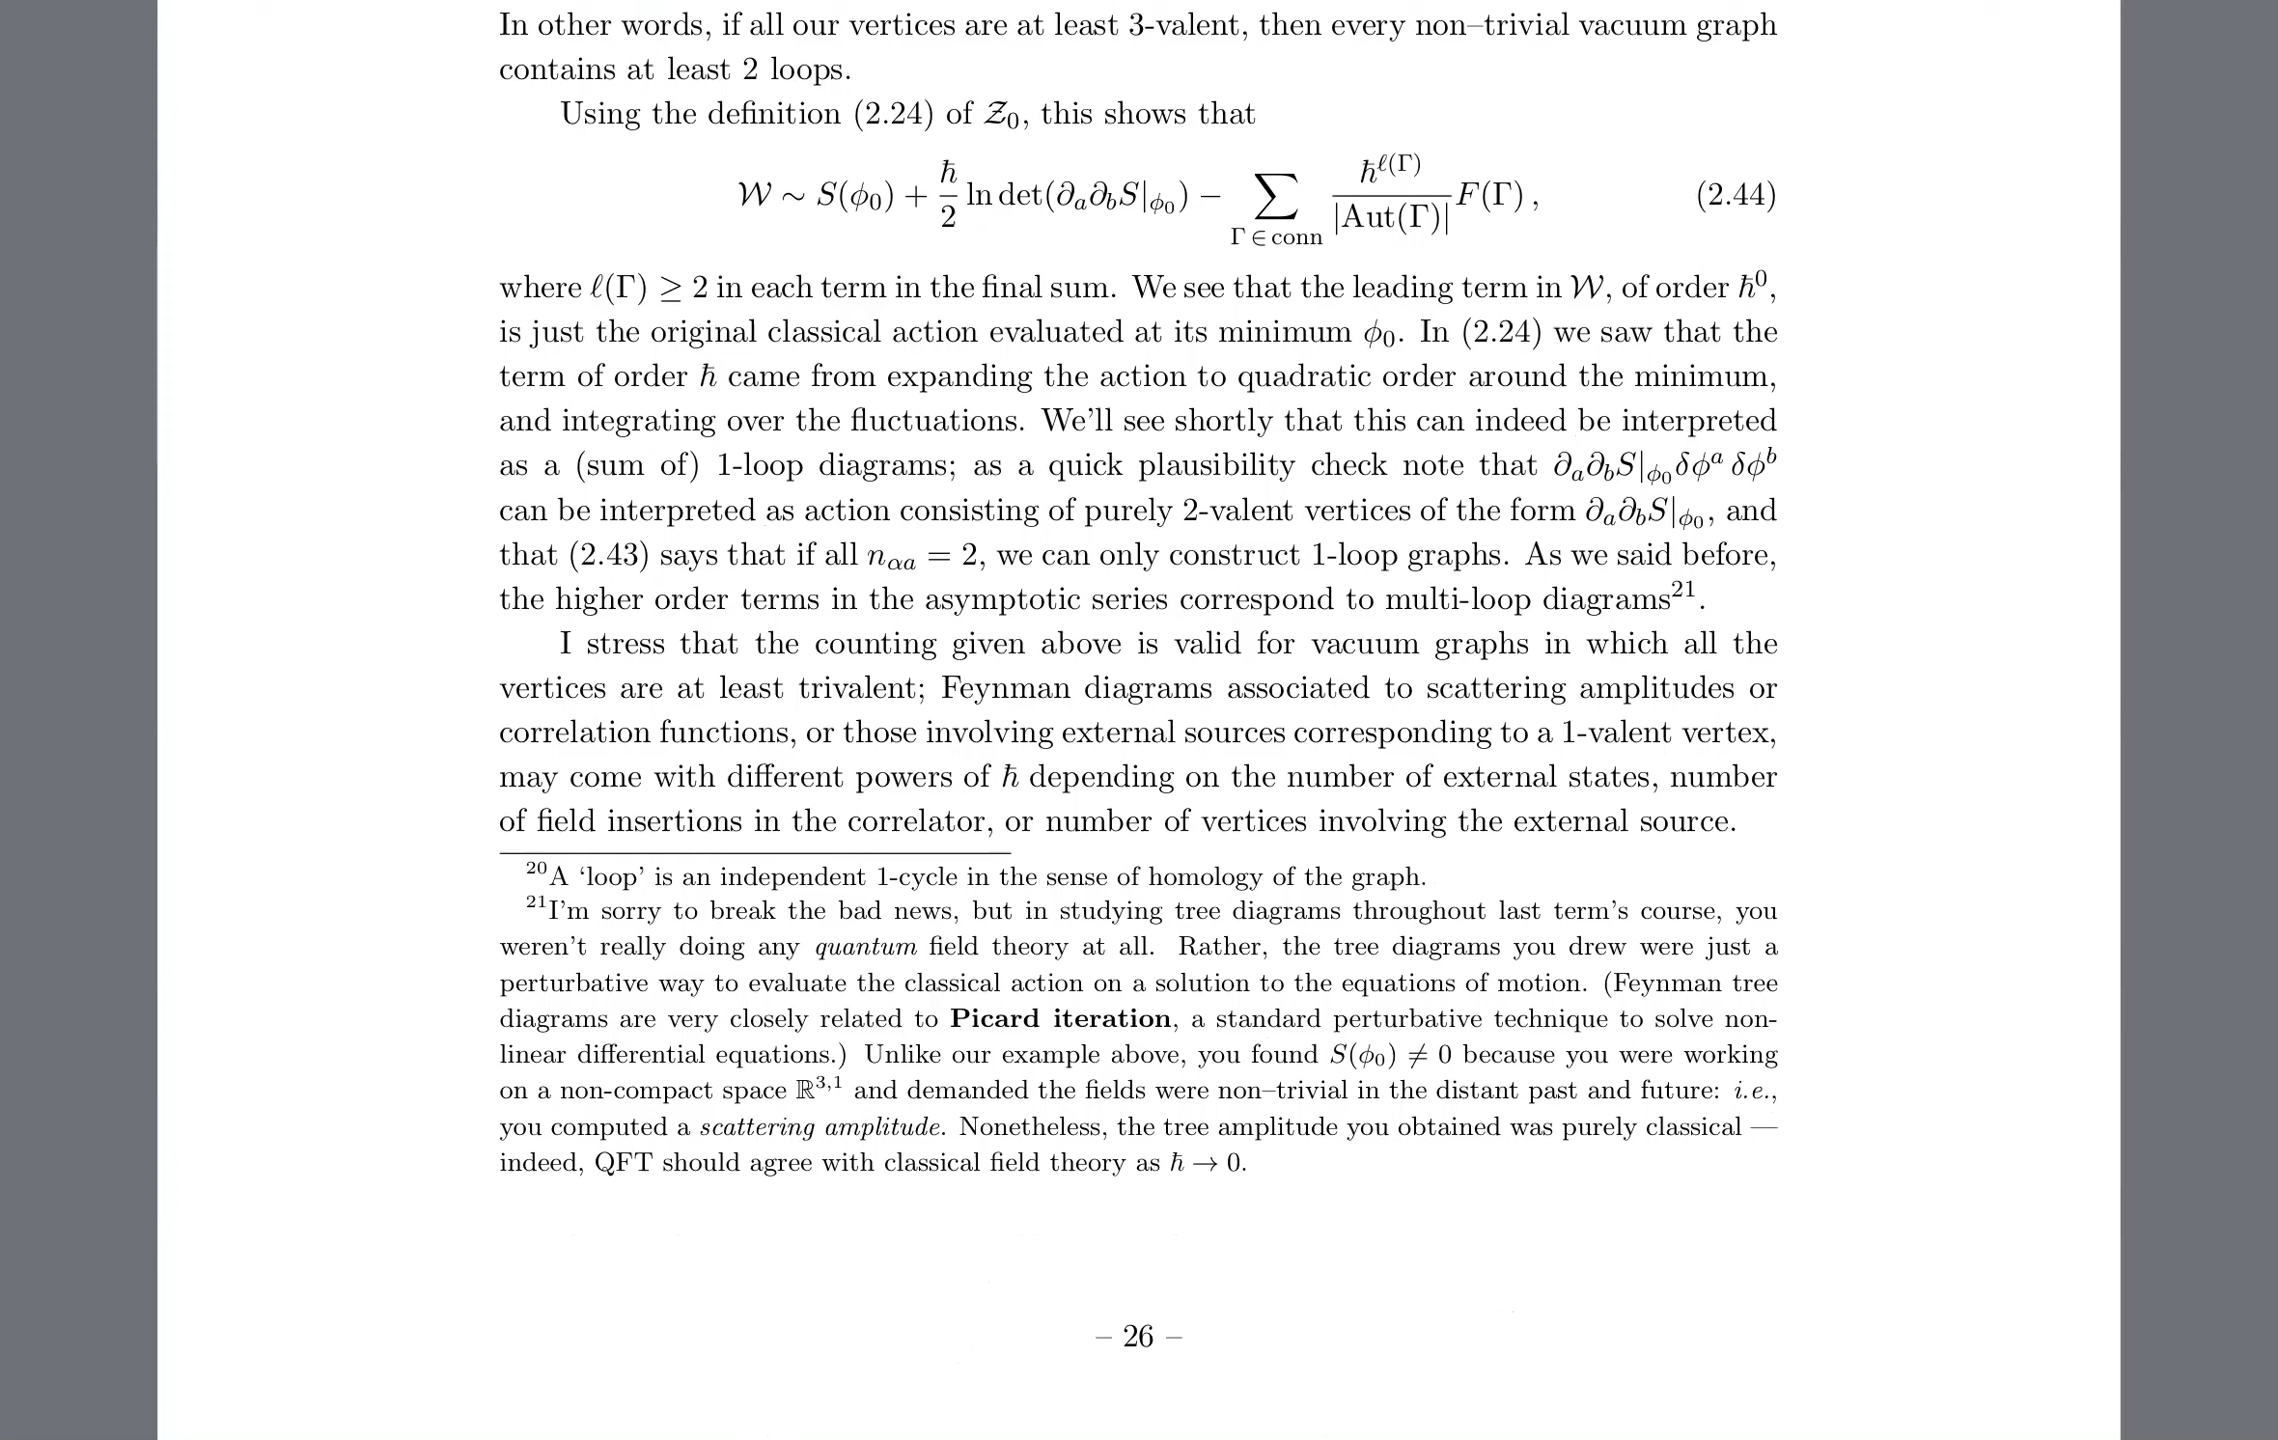 In other words, if all our vertices are at least 3-valent, then every non–trivial vacuum graph
contains at least 2 loops.
Using the definition (2.24) of 𝒵₀, this shows that
𝒲 ∼ S(ϕ₀) + ℏ/2 ln det(∂ₐ∂_bS|_ϕ₀) − ∑_{Γ ∈ conn} ℏ^{ℓ(Γ)}/|Aut(Γ)| F(Γ) , (2.44)
where ℓ(Γ) ≥ 2 in each term in the final sum. We see that the leading term in 𝒲, of order ℏ⁰,
is just the original classical action evaluated at its minimum ϕ₀. In (2.24) we saw that the
term of order ℏ came from expanding the action to quadratic order around the minimum,
and integrating over the fluctuations. We'll see shortly that this can indeed be interpreted
as a (sum of) 1-loop diagrams; as a quick plausibility check note that ∂ₐ∂_bS|_ϕ₀ δϕᵃ δϕᵇ
can be interpreted as action consisting of purely 2-valent vertices of the form ∂ₐ∂_bS|_ϕ₀, and
that (2.43) says that if all n_{αa} = 2, we can only construct 1-loop graphs. As we said before,
the higher order terms in the asymptotic series correspond to multi-loop diagrams²¹.
I stress that the counting given above is valid for vacuum graphs in which all the
vertices are at least trivalent; Feynman diagrams associated to scattering amplitudes or
correlation functions, or those involving external sources corresponding to a 1-valent vertex,
may come with different powers of ℏ depending on the number of external states, number
of field insertions in the correlator, or number of vertices involving the external source.
²⁰A ‘loop’ is an independent 1-cycle in the sense of homology of the graph.
²¹I'm sorry to break the bad news, but in studying tree diagrams throughout last term's course, you
weren't really doing any quantum field theory at all. Rather, the tree diagrams you drew were just a
perturbative way to evaluate the classical action on a solution to the equations of motion. (Feynman tree
diagrams are very closely related to Picard iteration, a standard perturbative technique to solve non-
linear differential equations.) Unlike our example above, you found S(ϕ₀) ≠ 0 because you were working
on a non-compact space ℝ³,¹ and demanded the fields were non–trivial in the distant past and future: i.e.,
you computed a scattering amplitude. Nonetheless, the tree amplitude you obtained was purely classical —
indeed, QFT should agree with classical field theory as ℏ → 0.
– 26 –